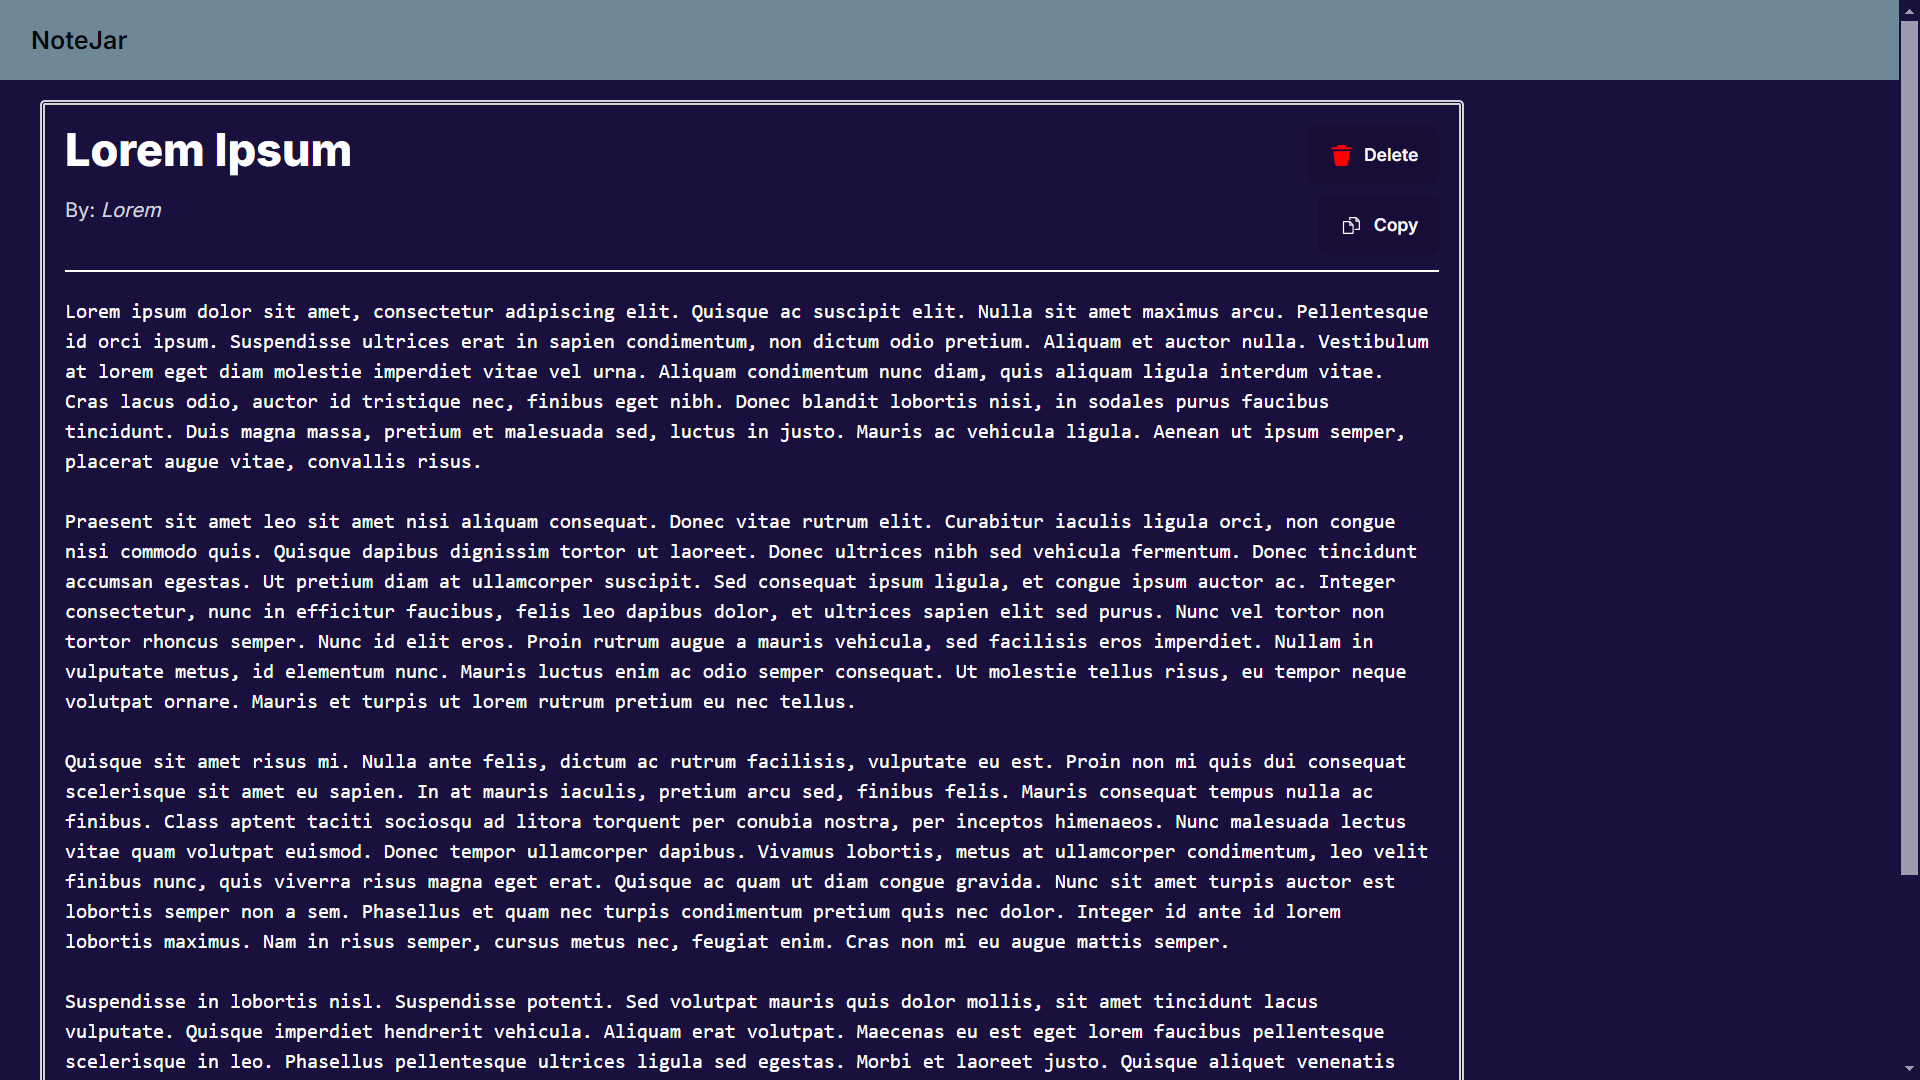 NoteJar
Lorem Ipsum
Delete
By: Lorem
Copy
Lorem ipsum dolor sit amet, consectetur adipiscing elit. Quisque ac suscipit elit. Nulla sit amet maximus arcu. Pellentesque
id orci ipsum. Suspendisse ultrices erat in sapien condimentum, non dictum odio pretium. Aliquam et auctor nulla. Vestibulum
at lorem eget diam molestie imperdiet vitae vel urna. Aliquam condimentum nunc diam, quis aliquam ligula interdum vitae.
Cras lacus odio, auctor id tristique nec, finibus eget nibh. Donec blandit lobortis nisi, in sodales purus faucibus
tincidunt. Duis magna massa, pretium et malesuada sed, luctus in justo. Mauris ac vehicula ligula. Aenean ut ipsum semper,
placerat augue vitae, convallis risus.
Praesent sit amet leo sit amet nisi aliquam consequat. Donec vitae rutrum elit. Curabitur iaculis ligula orci, non congue
nisi commodo quis. Quisque dapibus dignissim tortor ut laoreet. Donec ultrices nibh sed vehicula fermentum. Donec tincidunt
accumsan egestas. Ut pretium diam at ullamcorper suscipit. Sed consequat ipsum ligula, et congue ipsum auctor ac. Integer
consectetur, nunc in efficitur faucibus, felis leo dapibus dolor, et ultrices sapien elit sed purus. Nunc vel tortor non
tortor rhoncus semper. Nunc id elit eros. Proin rutrum augue a mauris vehicula, sed facilisis eros imperdiet. Nullam in
vulputate metus, id elementum nunc. Mauris luctus enim ac odio semper consequat. Ut molestie tellus risus, eu tempor neque
volutpat ornare. Mauris et turpis ut lorem rutrum pretium eu nec tellus.
Quisque sit amet risus mi. Nulla ante felis, dictum ac rutrum facilisis, vulputate eu est. Proin non mi quis dui consequat
scelerisque sit amet eu sapien. In at mauris iaculis, pretium arcu sed, finibus felis. Mauris consequat tempus nulla ac
finibus. Class aptent taciti sociosqu ad litora torquent per conubia nostra, per inceptos himenaeos. Nunc malesuada lectus
vitae quam volutpat euismod. Donec tempor ullamcorper dapibus. Vivamus lobortis, metus at ullamcorper condimentum, leo velit
finibus nunc, quis viverra risus magna eget erat. Quisque ac quam ut diam congue gravida. Nunc sit amet turpis auctor est
lobortis semper non a sem. Phasellus et quam nec turpis condimentum pretium quis nec dolor. Integer id ante id lorem
lobortis maximus. Nam in risus semper, cursus metus nec, feugiat enim. Cras non mi eu augue mattis semper.
Suspendisse in lobortis nisl. Suspendisse potenti. Sed volutpat mauris quis dolor mollis, sit amet tincidunt lacus
vulputate. Quisque imperdiet hendrerit vehicula. Aliquam erat volutpat. Maecenas eu est eget lorem faucibus pellentesque
scelerisque in leo. Phasellus pellentesque ultrices ligula sed egestas. Morbi et laoreet justo. Quisque aliquet venenatis